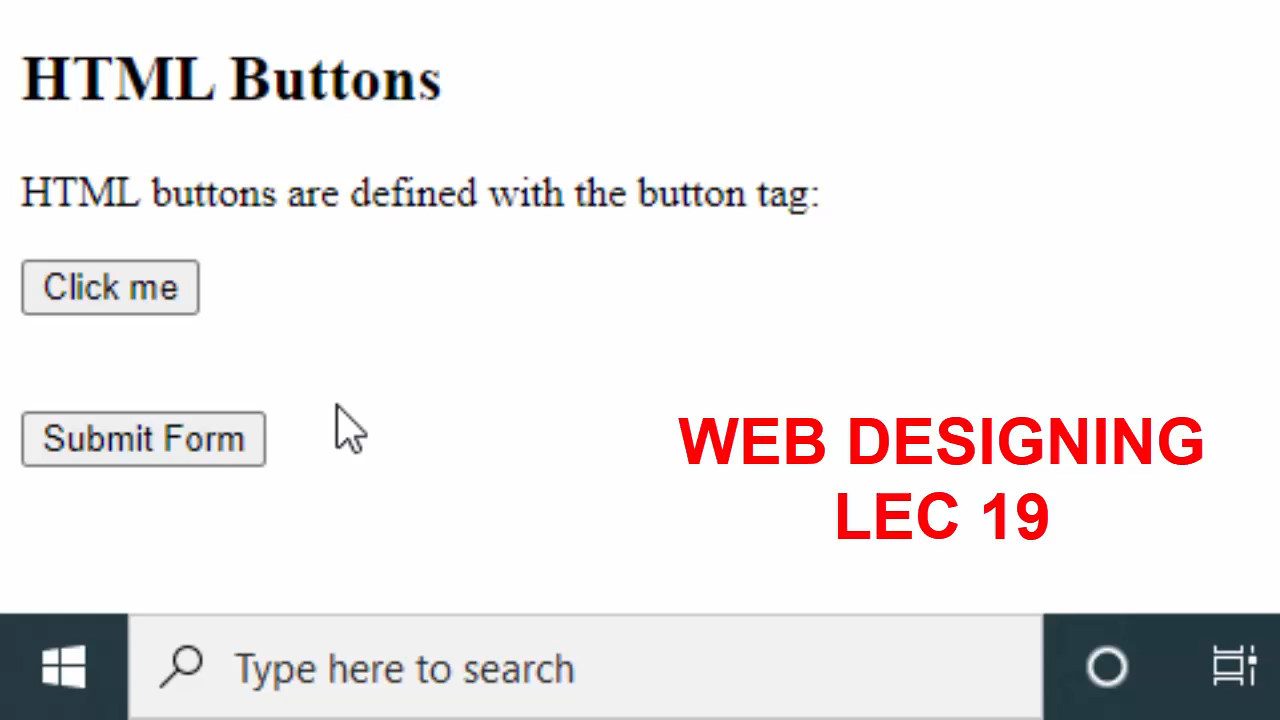 HTML Buttons
HTML buttons are defined with the button tag:
Click me
Submit Form
WEB DESIGNING
LEC 19
Type here to search